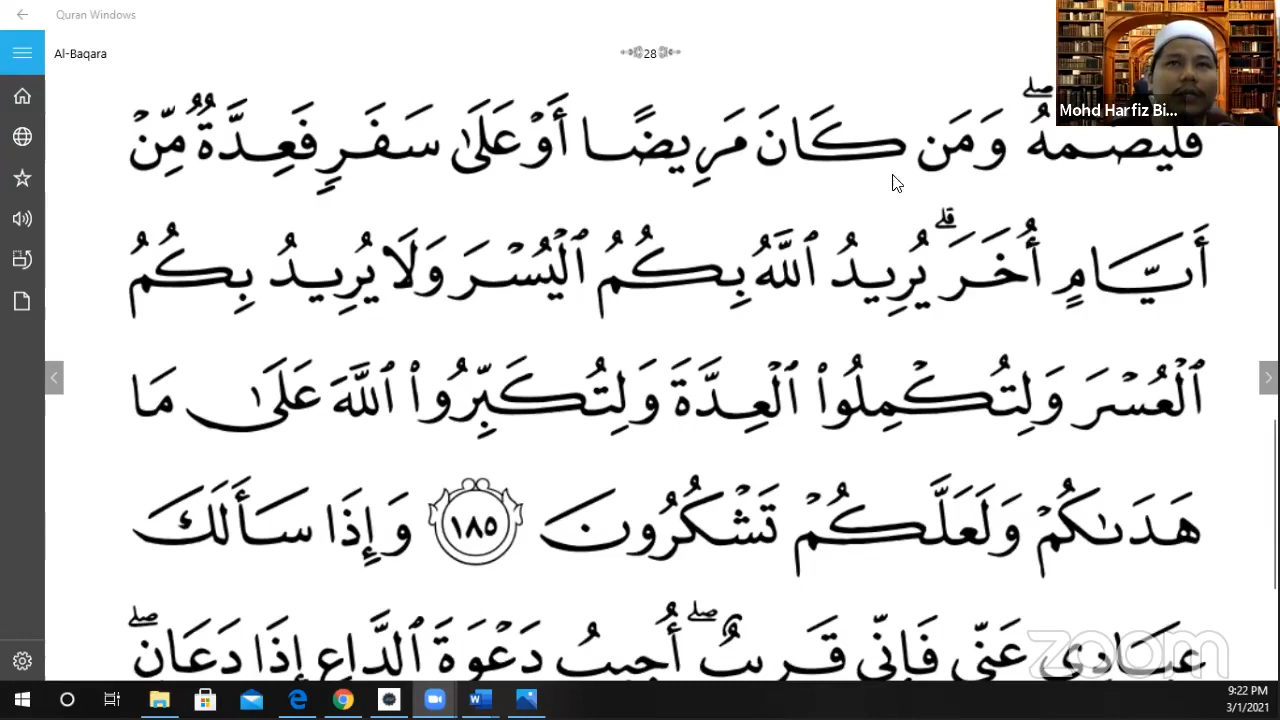 Quran Windows
Al-Baqara
28
Mohd Harfiz Bi...
فَلْيَصُمْهُ ۖ وَمَن كَانَ مَرِيضًا أَوْ عَلَىٰ سَفَرٍ فَعِدَّةٌ مِّنْ
أَيَّامٍ أُخَرَ ۗ يُرِيدُ ٱللَّهُ بِكُمُ ٱلْيُسْرَ وَلَا يُرِيدُ بِكُمُ
ٱلْعُسْرَ وَلِتُكْمِلُوا۟ ٱلْعِدَّةَ وَلِتُكَبِّرُوا۟ ٱللَّهَ عَلَىٰ مَا
هَدَىٰكُمْ وَلَعَلَّكُمْ تَشْكُرُونَ ١٨٥ وَإِذَا سَأَلَكَ
عِبَادِى عَنِّى فَإِنِّى قَرِيبٌ ۖ أُجِيبُ دَعْوَةَ ٱلدَّاعِ إِذَا دَعَانِ ۖ
zoom
9:22 PM
3/1/2021